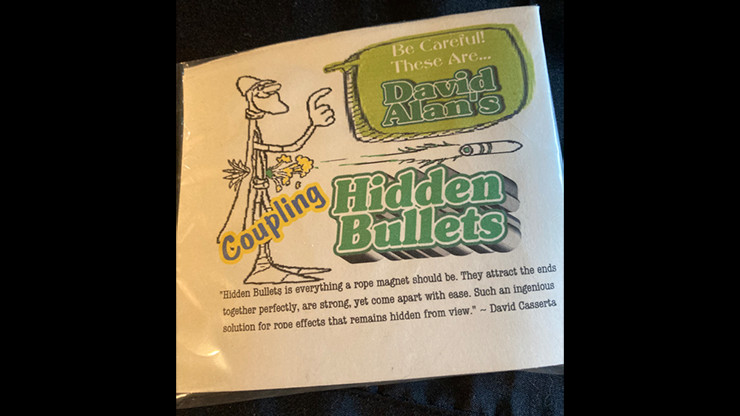 Be Careful!
These Are...
David
Alan's
Coupling
Hidden
Bullets
"Hidden Bullets is everything a rope magnet should be. They attract the ends
together perfectly, are strong, yet come apart with ease. Such an ingenious
solution for rope effects that remains hidden from view." ~ David Casserta